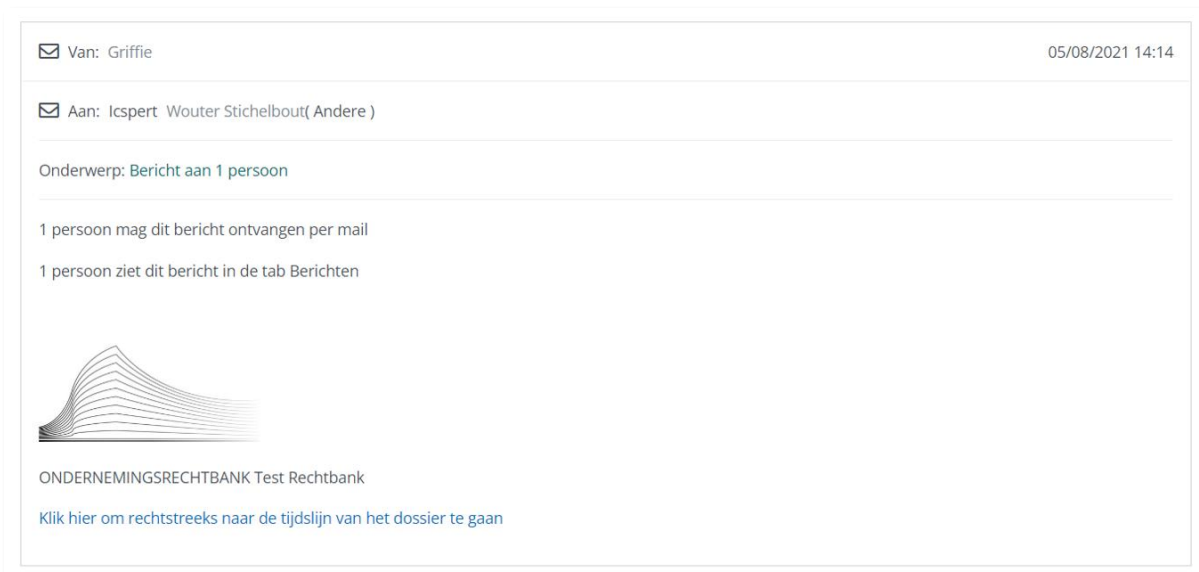 Van: Griffie 05/08/2021 14:14
Aan: Icspert Wouter Stichelbout( Andere )
Onderwerp: Bericht aan 1 persoon
1 persoon mag dit bericht ontvangen per mail
1 persoon ziet dit bericht in de tab Berichten
ONDERNEMINGSRECHTBANK Test Rechtbank
Klik hier om rechtstreeks naar de tijdslijn van het dossier te gaan